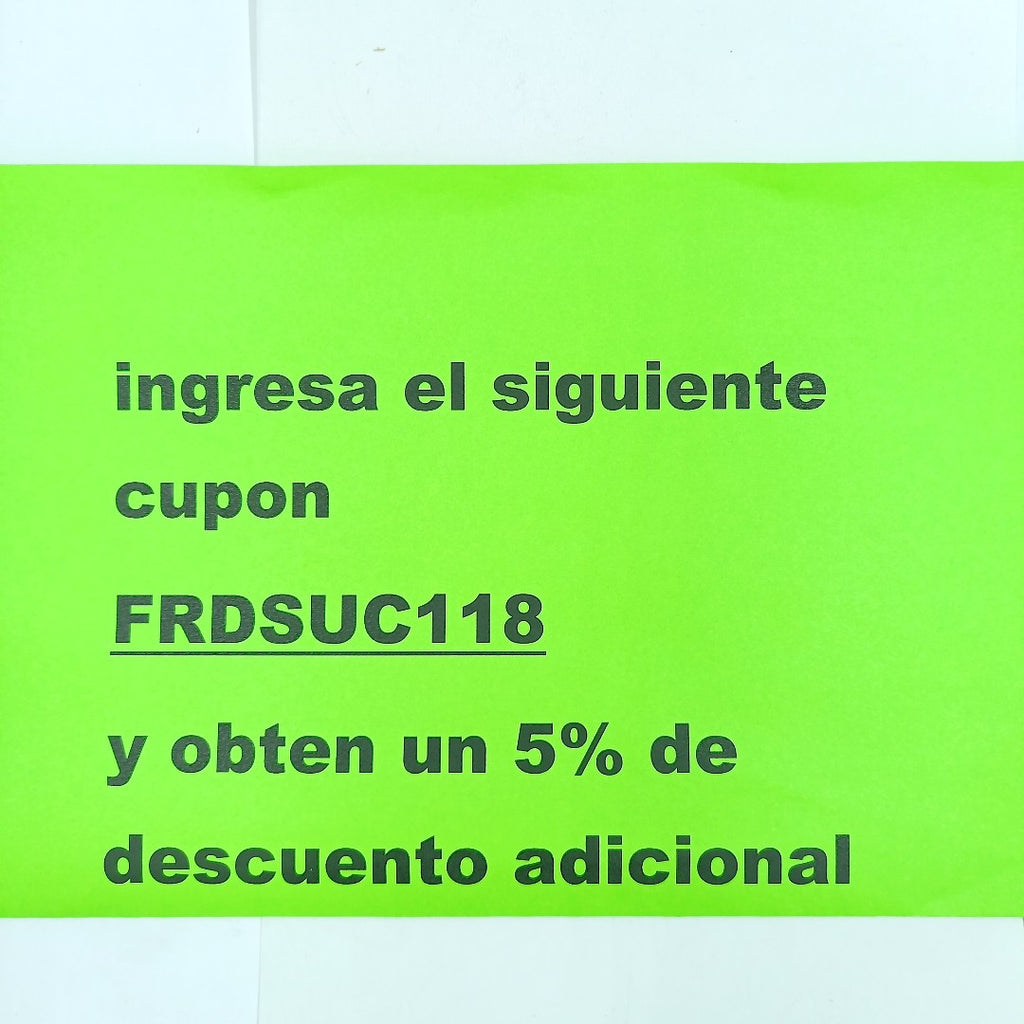 ingresa el siguiente
cupon
FRDSUC118
y obten un 5% de
descuento adicional